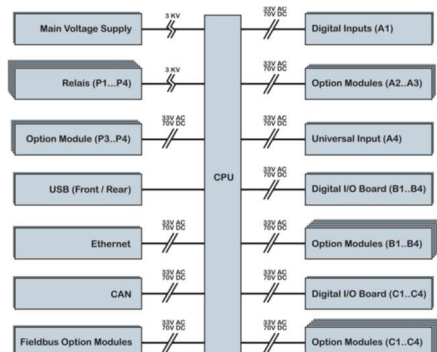 3 KV
33V AC
70V DC
Main Voltage Supply
Digital Inputs (A1)
3 KV
33V AC
70V DC
Relais (P1...P4)
Option Modules (A2..A3)
33V AC
70V DC
33V AC
70V DC
Option Module (P3..P4)
Universal Input (A4)
CPU
33V AC
70V DC
USB (Front / Rear)
Digital I/O Board (B1..B4)
33V AC
70V DC
33V AC
70V DC
Ethernet
Option Modules (B1..B4)
33V AC
70V DC
33V AC
70V DC
CAN
Digital I/O Board (C1..C4)
33V AC
70V DC
33V AC
70V DC
Fieldbus Option Modules
Option Modules (C1..C4)